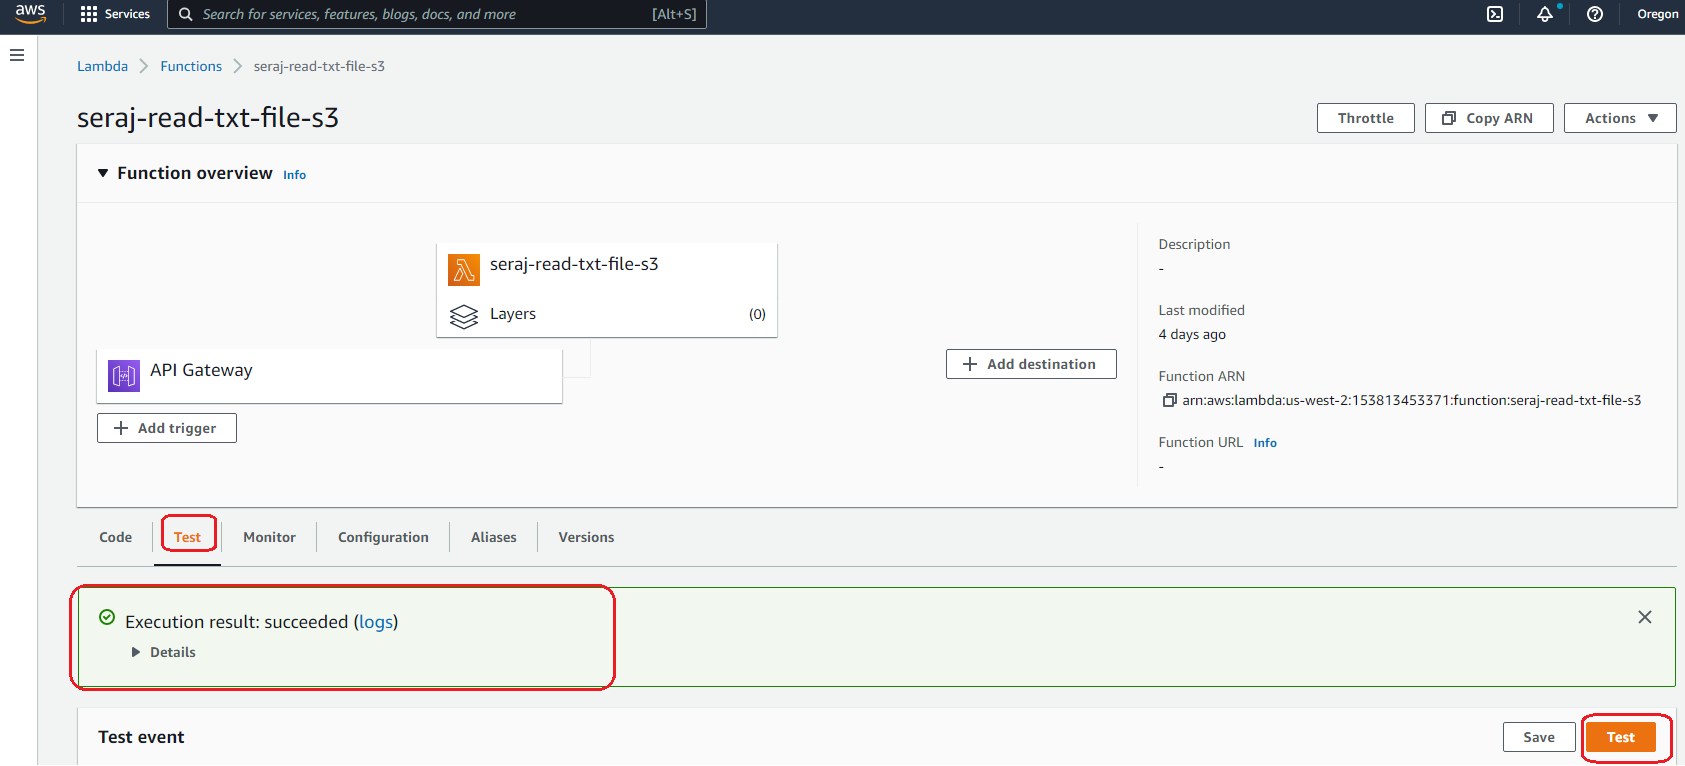 aws Services Search for services, features, blogs, docs, and more [Alt+S] Oregon
Lambda Functions seraj-read-txt-file-s3
seraj-read-txt-file-s3
Throttle Copy ARN Actions
Function overview Info
seraj-read-txt-file-s3
Layers (0)
API Gateway
Add trigger
Add destination
Description
-
Last modified
4 days ago
Function ARN
arn:aws:lambda:us-west-2:153813453371:function:seraj-read-txt-file-s3
Function URL Info
-
Code Test Monitor Configuration Aliases Versions
Execution result: succeeded (logs)
Details
Test event Save Test